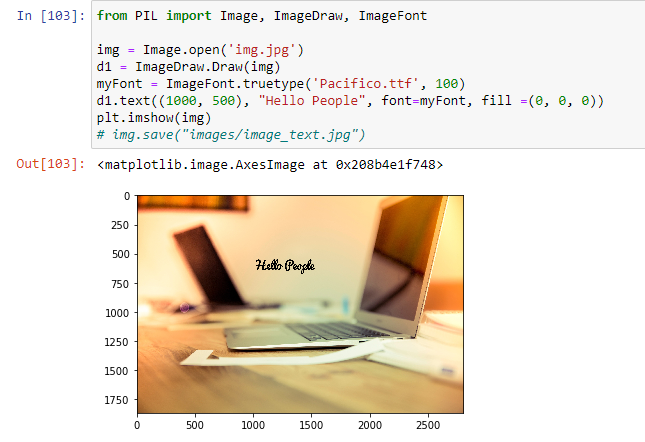 In [103]: from PIL import Image, ImageDraw, ImageFont
img = Image.open('img.jpg')
d1 = ImageDraw.Draw(img)
myFont = ImageFont.truetype('Pacifico.ttf', 100)
d1.text((1000, 500), "Hello People", font=myFont, fill =(0, 0, 0))
plt.imshow(img)
# img.save("images/image_text.jpg")
Out[103]: <matplotlib.image.AxesImage at 0x208b4e1f748>
0
250
500
Hello People
750
1000
1250
1500
1750
0 500 1000 1500 2000 2500